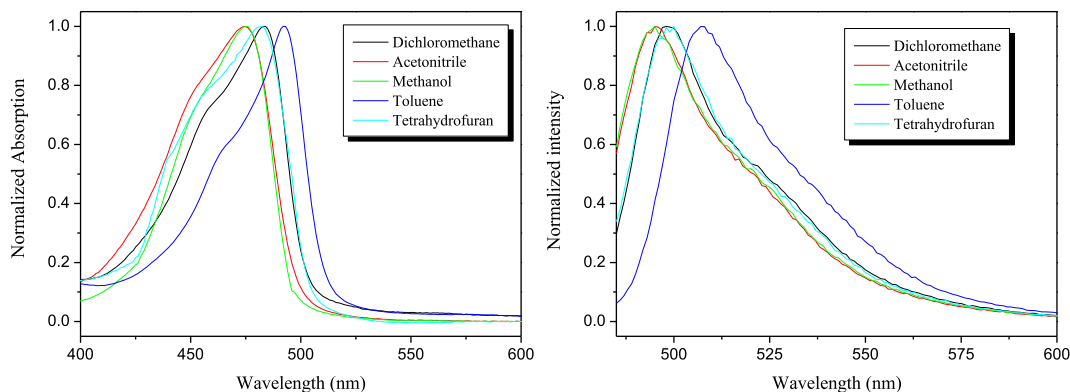 Normalized Absorption
1.0
0.8
0.6
0.4
0.2
0.0
Dichloromethane
Acetonitrile
Methanol
Toluene
Tetrahydrofuran
400
450
500
550
600
Wavelength (nm)
Normalized intensity
1.0
0.8
0.6
0.4
0.2
0.0
Dichloromethane
Acetonitrile
Methanol
Toluene
Tetrahydrofuran
500
525
550
575
600
Wavelength (nm)